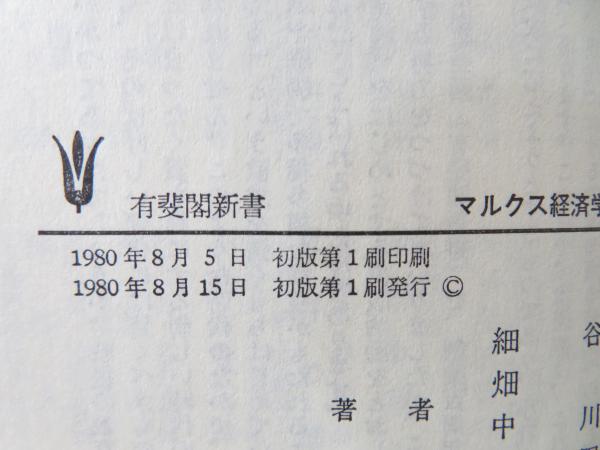 有斐閣新書 マルクス経済学
1980年8月 5 日 初版第1刷印刷
1980年8月15日 初版第1刷発行 ©
著者
細谷
畑
中川